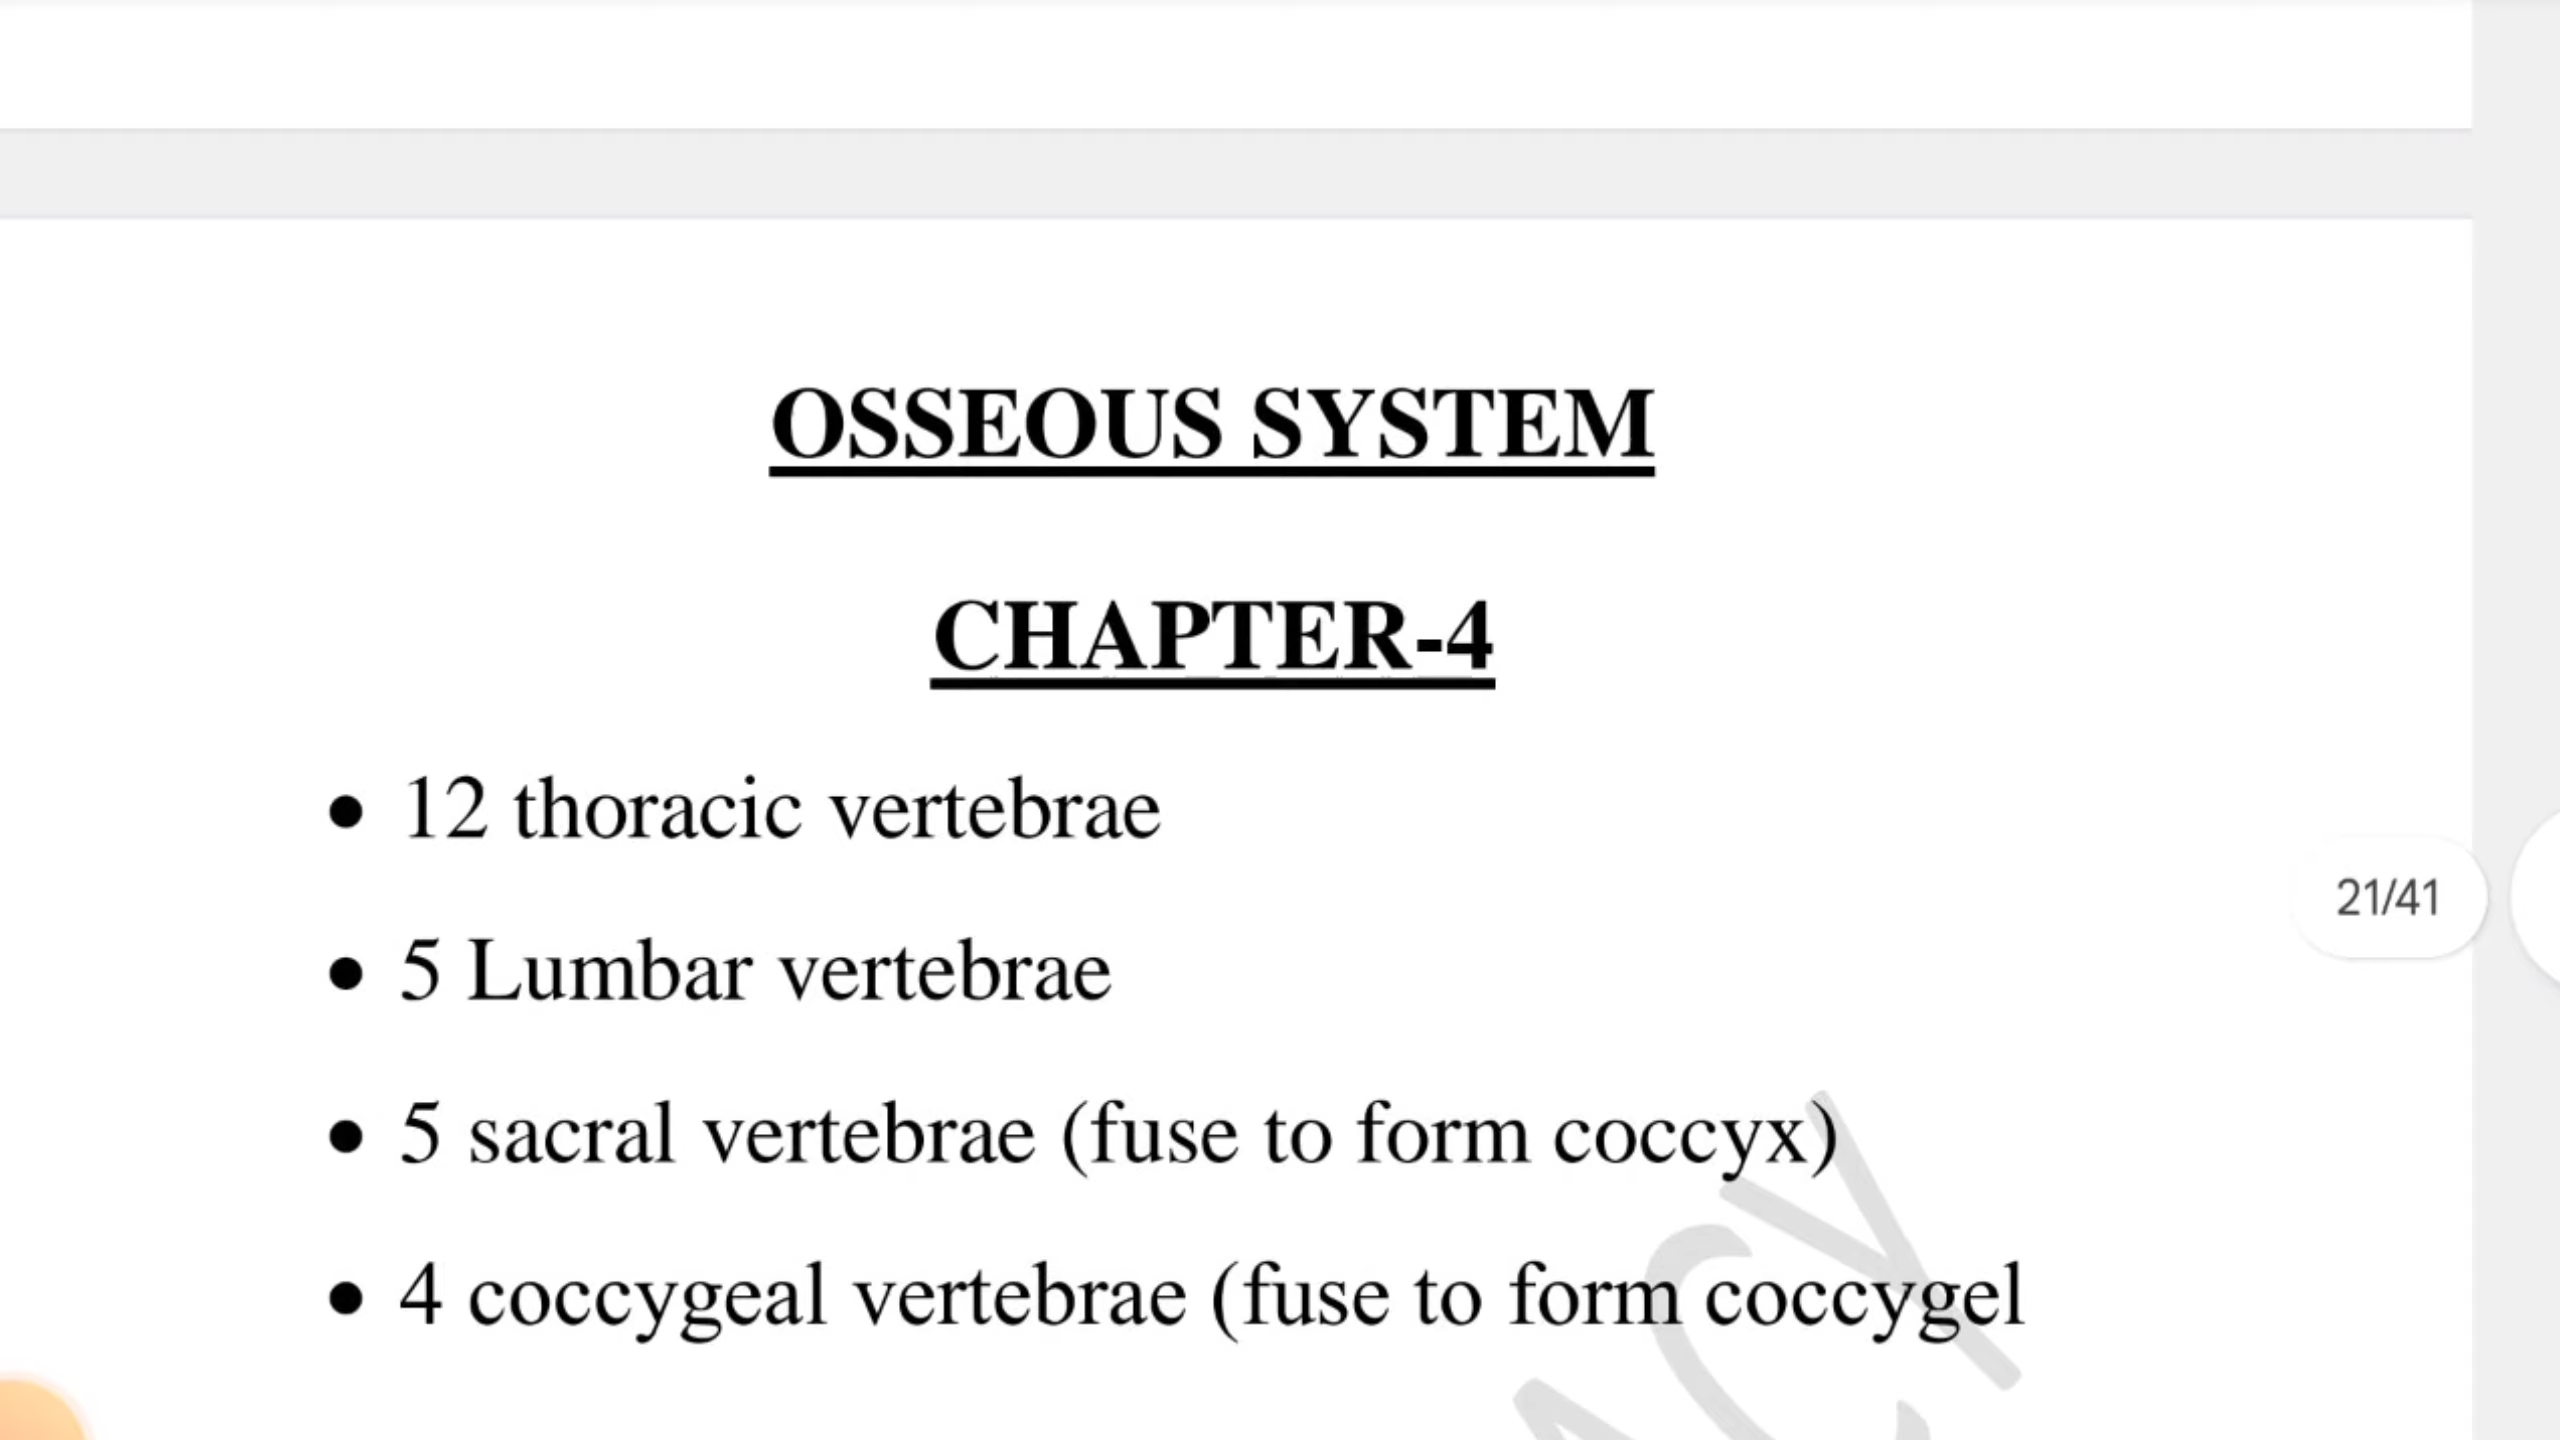 OSSEOUS SYSTEM
CHAPTER-4
• 12 thoracic vertebrae
• 5 Lumbar vertebrae
21/41
• 5 sacral vertebrae (fuse to form coccyx)
• 4 coccygeal vertebrae (fuse to form coccygel
ACY